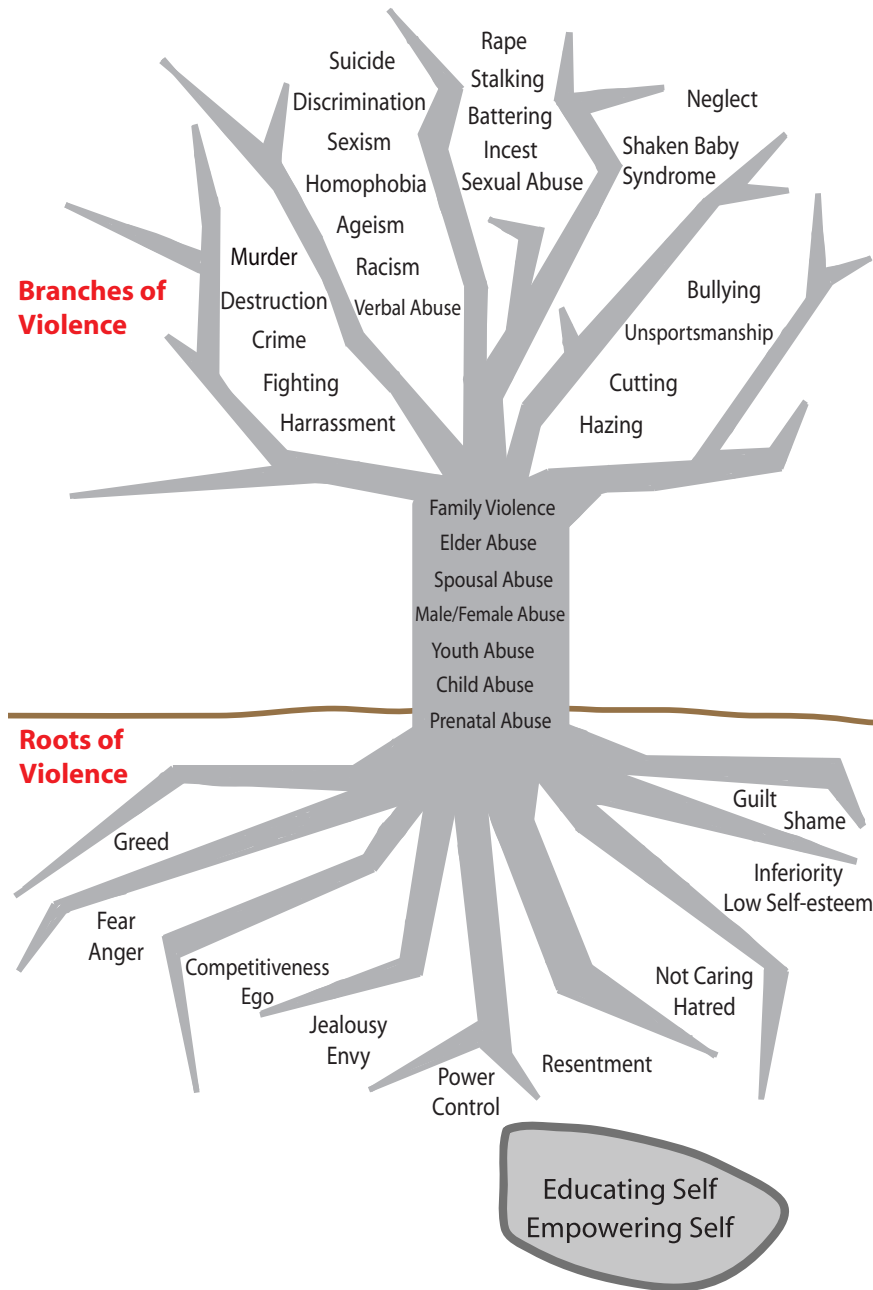 Suicide
Discrimination
Sexism
Homophobia
Ageism
Racism
Verbal Abuse
Rape
Stalking
Battering
Incest
Sexual Abuse
Neglect
Shaken Baby
Syndrome
Branches of
Violence
Murder
Destruction
Crime
Fighting
Harrassment
Bullying
Unsportsmanship
Cutting
Hazing
Family Violence
Elder Abuse
Spousal Abuse
Male/Female Abuse
Youth Abuse
Child Abuse
Prenatal Abuse
Roots of
Violence
Greed
Fear
Anger
Competitiveness
Ego
Jealousy
Envy
Power
Control
Resentment
Not Caring
Hatred
Inferiority
Low Self-esteem
Guilt
Shame
Educating Self
Empowering Self